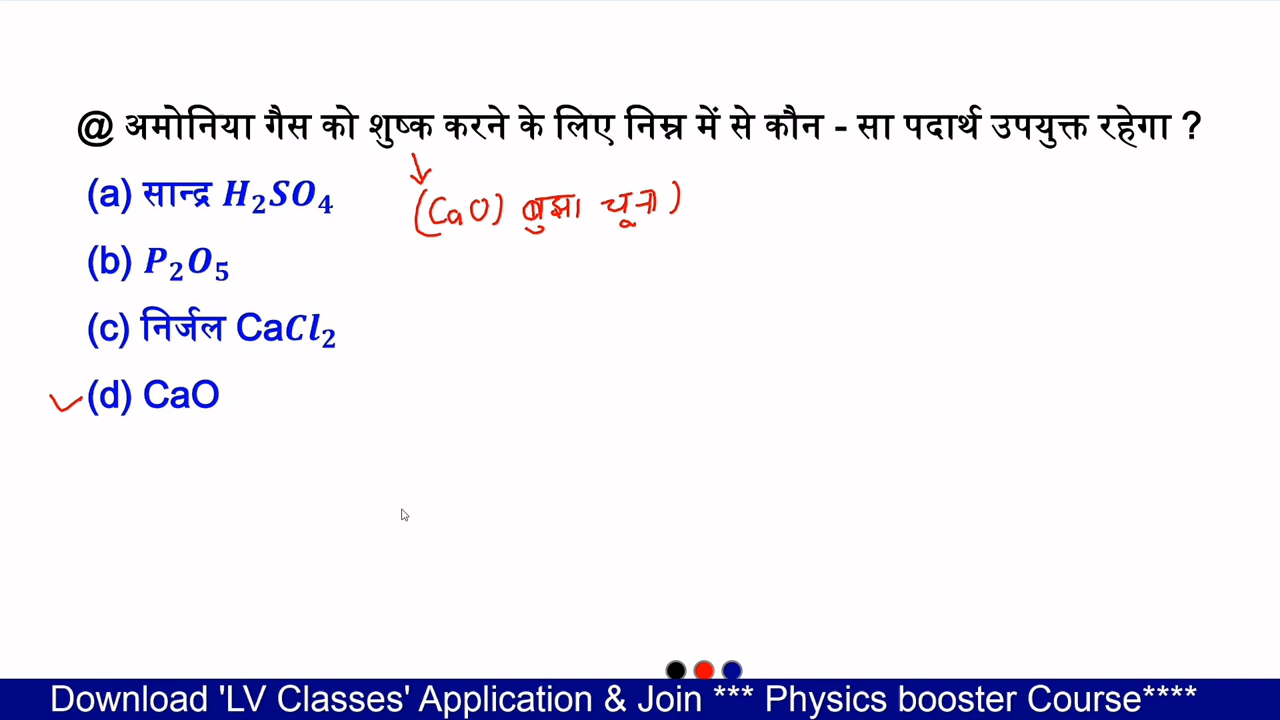 @ अमोनिया गैस को शुष्क करने के लिए निम्न में से कौन - सा पदार्थ उपयुक्त रहेगा ?
(a) सान्द्र H₂SO₄
(CaO) बुझा चूना)
(b) P₂O₅
(c) निर्जल CaCl₂
(d) CaO
Download 'LV Classes' Application & Join *** Physics booster Course****